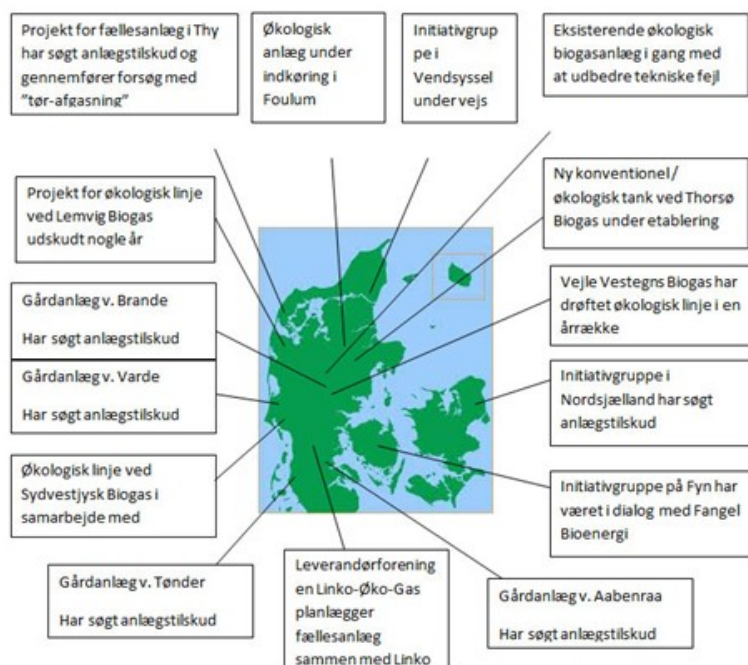 Projekt for fællesanlæg i Thy
har søgt anlægstilskud og
gennemfører forsøg med
”tør-afgasning”
Økologisk
anlæg under
indkøring i
Foulum
Initiativgrup
pe i
Vendsyssel
under vejs
Eksisterende økologisk
biogasanlæg i gang med
at udbedre tekniske fejl
Projekt for økologisk linje
ved Lemvig Biogas
udskudt nogle år
Ny konventionel /
økologisk tank ved Thorsø
Biogas under etablering
Gårdanlæg v. Brande
Har søgt anlægstilskud
Vejle Vestegns Biogas har
drøftet økologisk linje i en
årrække
Gårdanlæg v. Varde
Har søgt anlægstilskud
Initiativgruppe i
Nordsjælland har søgt
anlægstilskud
Økologisk linje ved
Sydvestjysk Biogas i
samarbejde med
Initiativgruppe på Fyn har
været i dialog med Fangel
Bioenergi
Gårdanlæg v. Tønder
Har søgt anlægstilskud
Leverandørforening
en Linko-Øko-Gas
planlægger
fællesanlæg
sammen med Linko
Gårdanlæg v. Aabenraa
Har søgt anlægstilskud